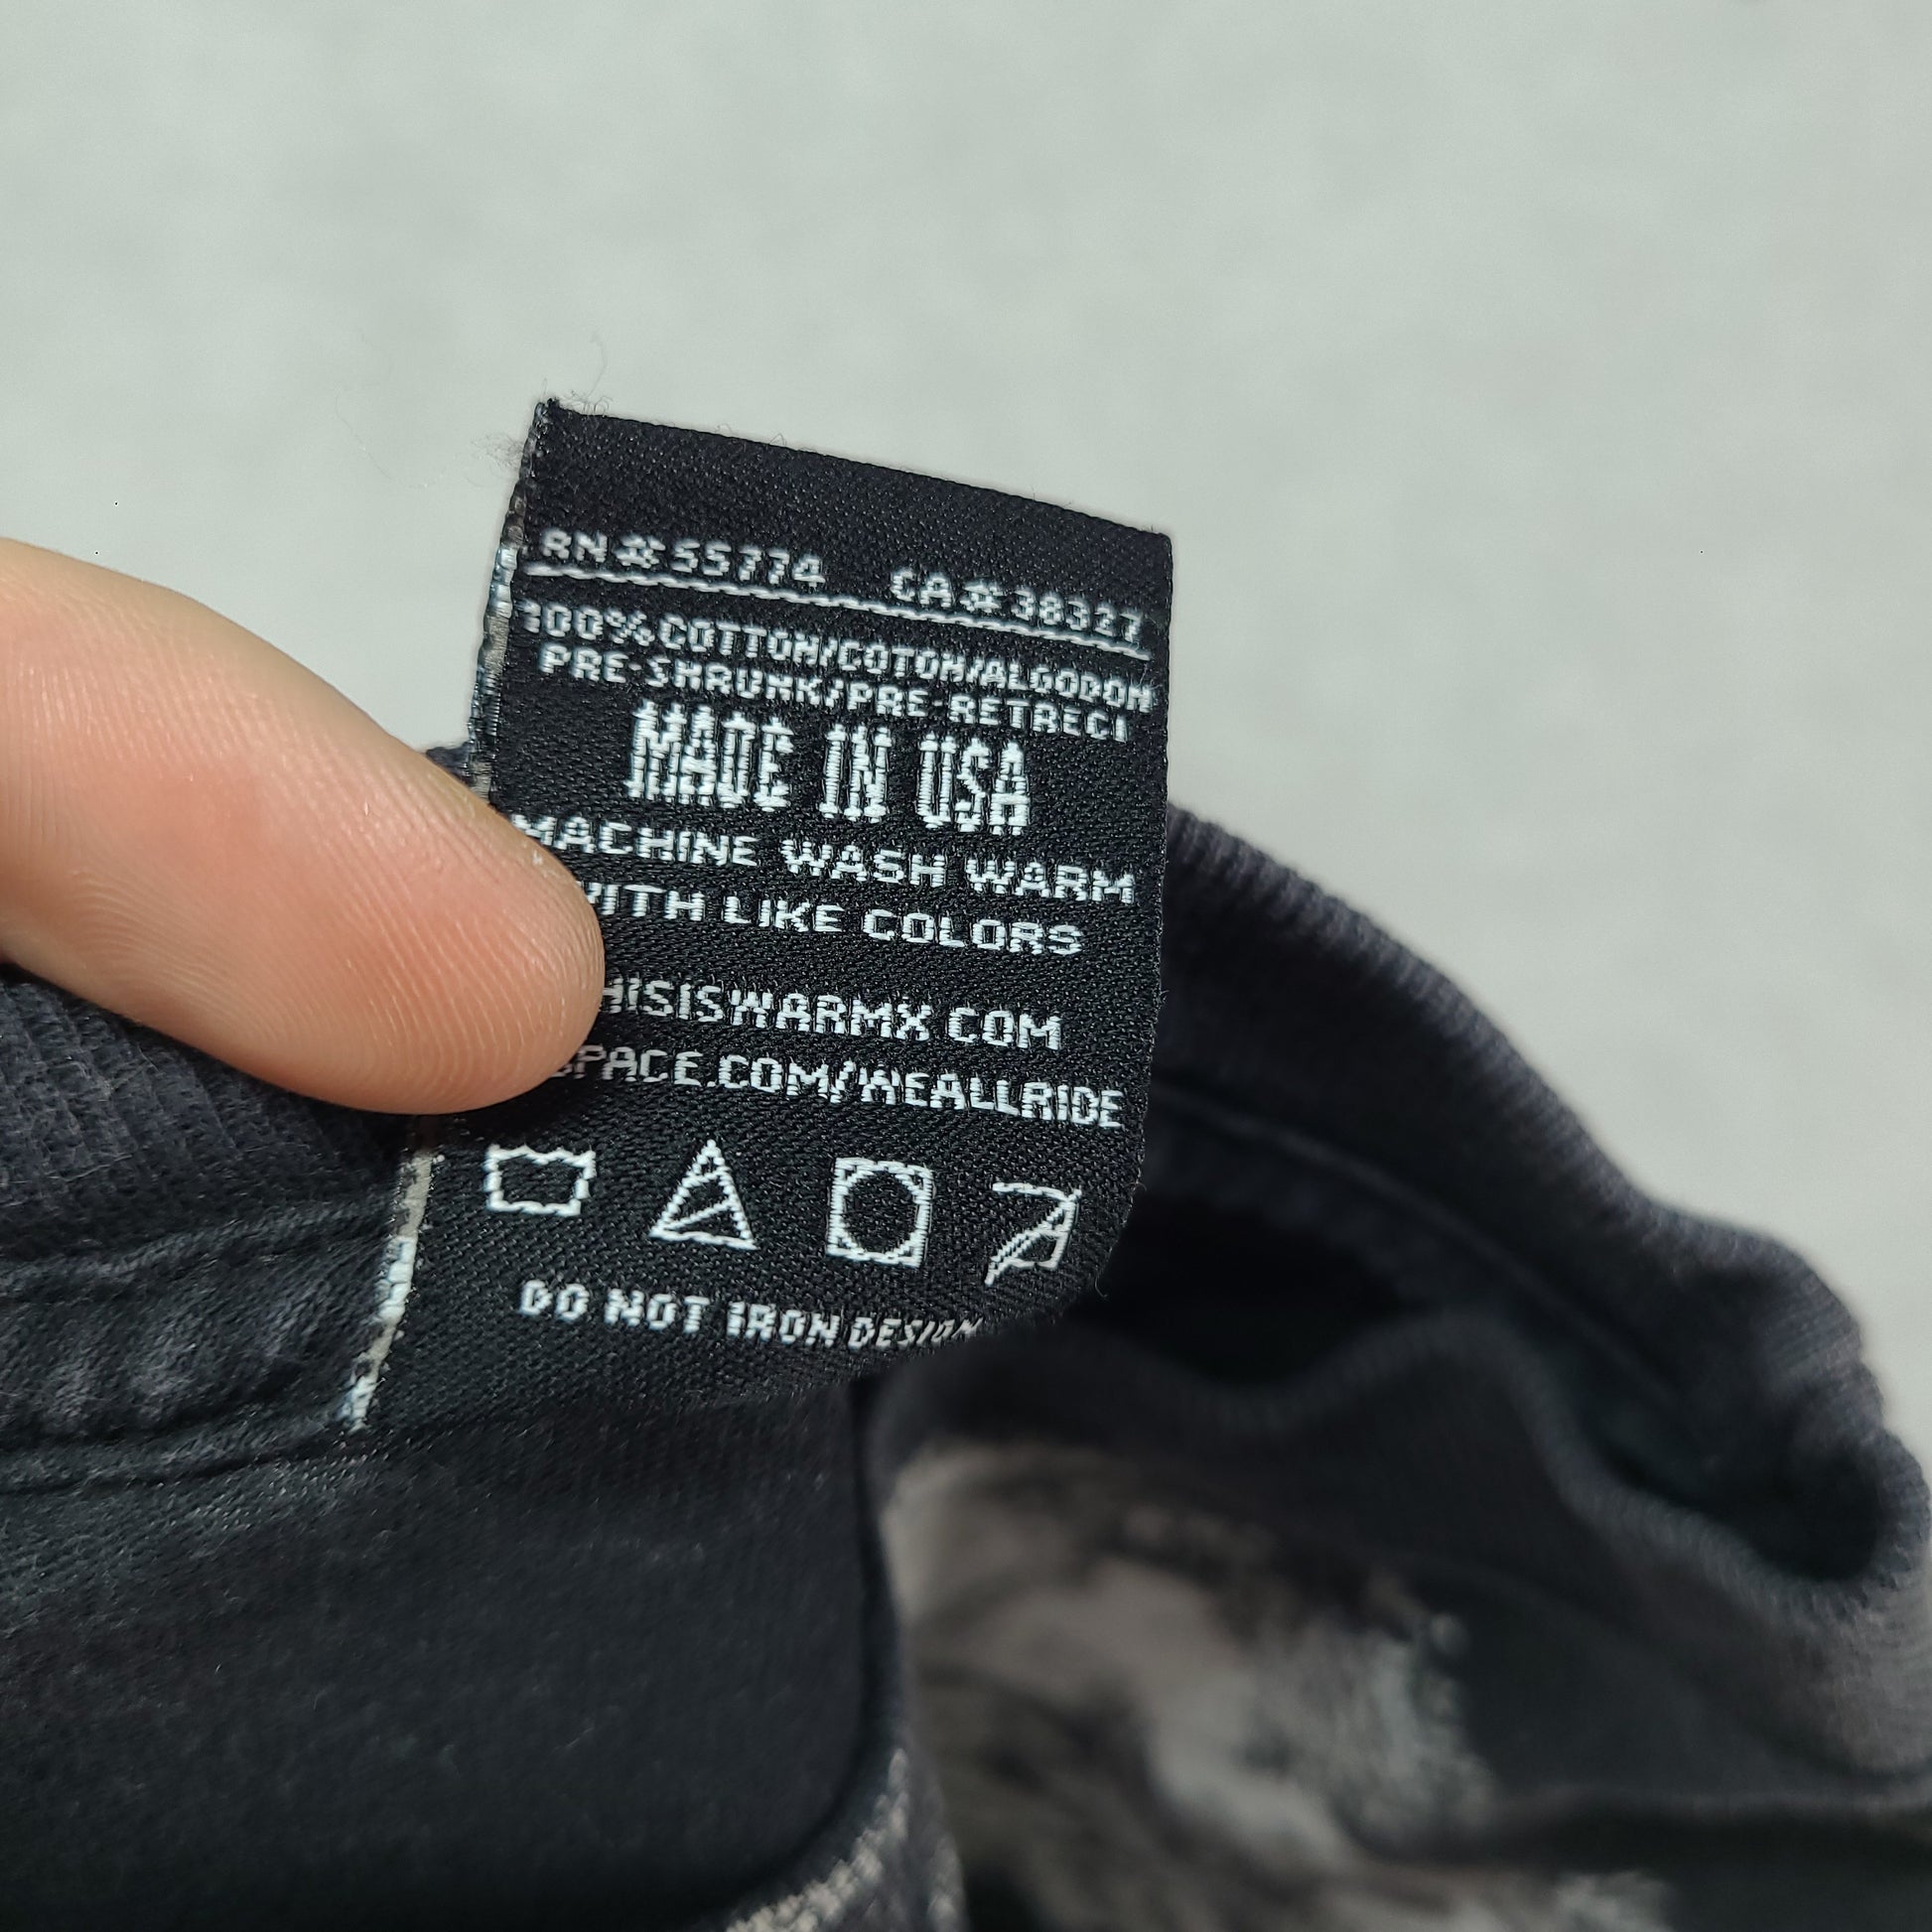 RN#55774 CA#38327
100%COTTON/COTON/ALGODON
PRE-SHRUNK/PRE-RETRECI
MADE IN USA
MACHINE WASH WARM
WITH LIKE COLORS
HISISWARMX COM
SPACE.COM/WEALLRIDE
DO NOT IRON DESIGN